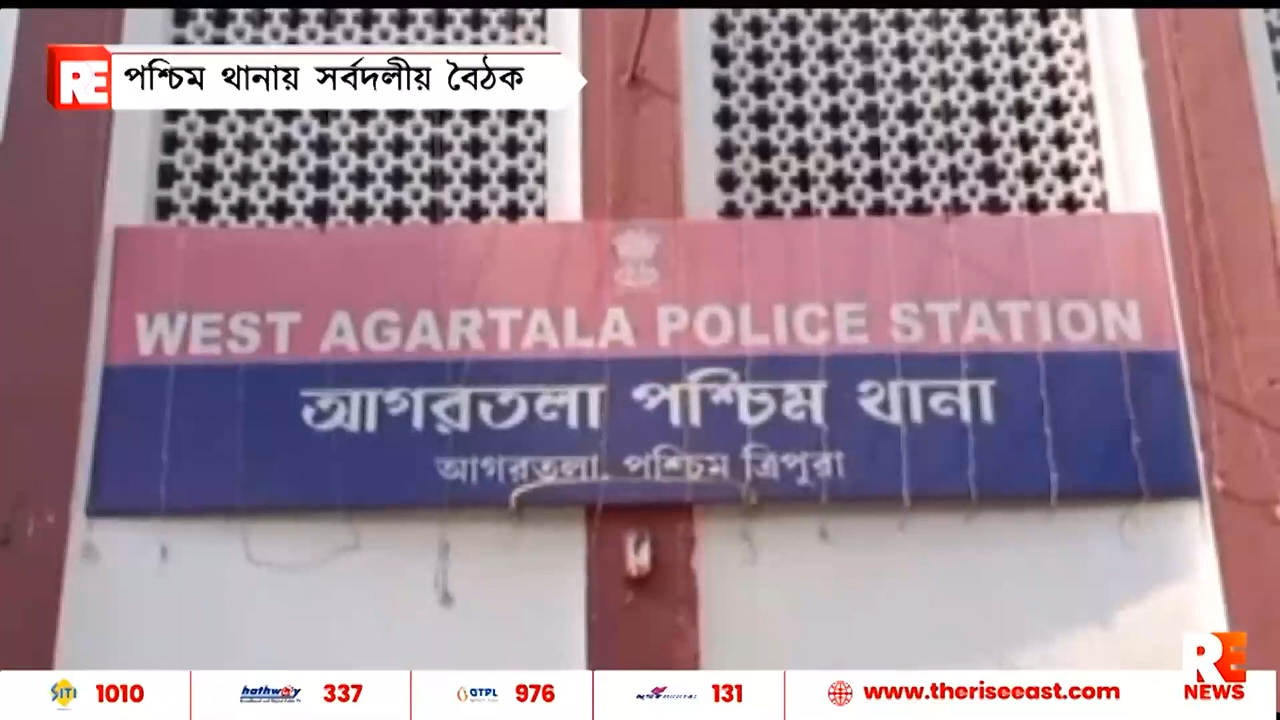 RE পশ্চিম থানায় সর্বদলীয় বৈঠক
WEST AGARTALA POLICE STATION
আগরতলা পশ্চিম থানা
আগরতলা, পশ্চিম ত্রিপুরা
RE
NEWS
SITI 1010 hathway 337 GTPL 976 131 www.theriseeast.com